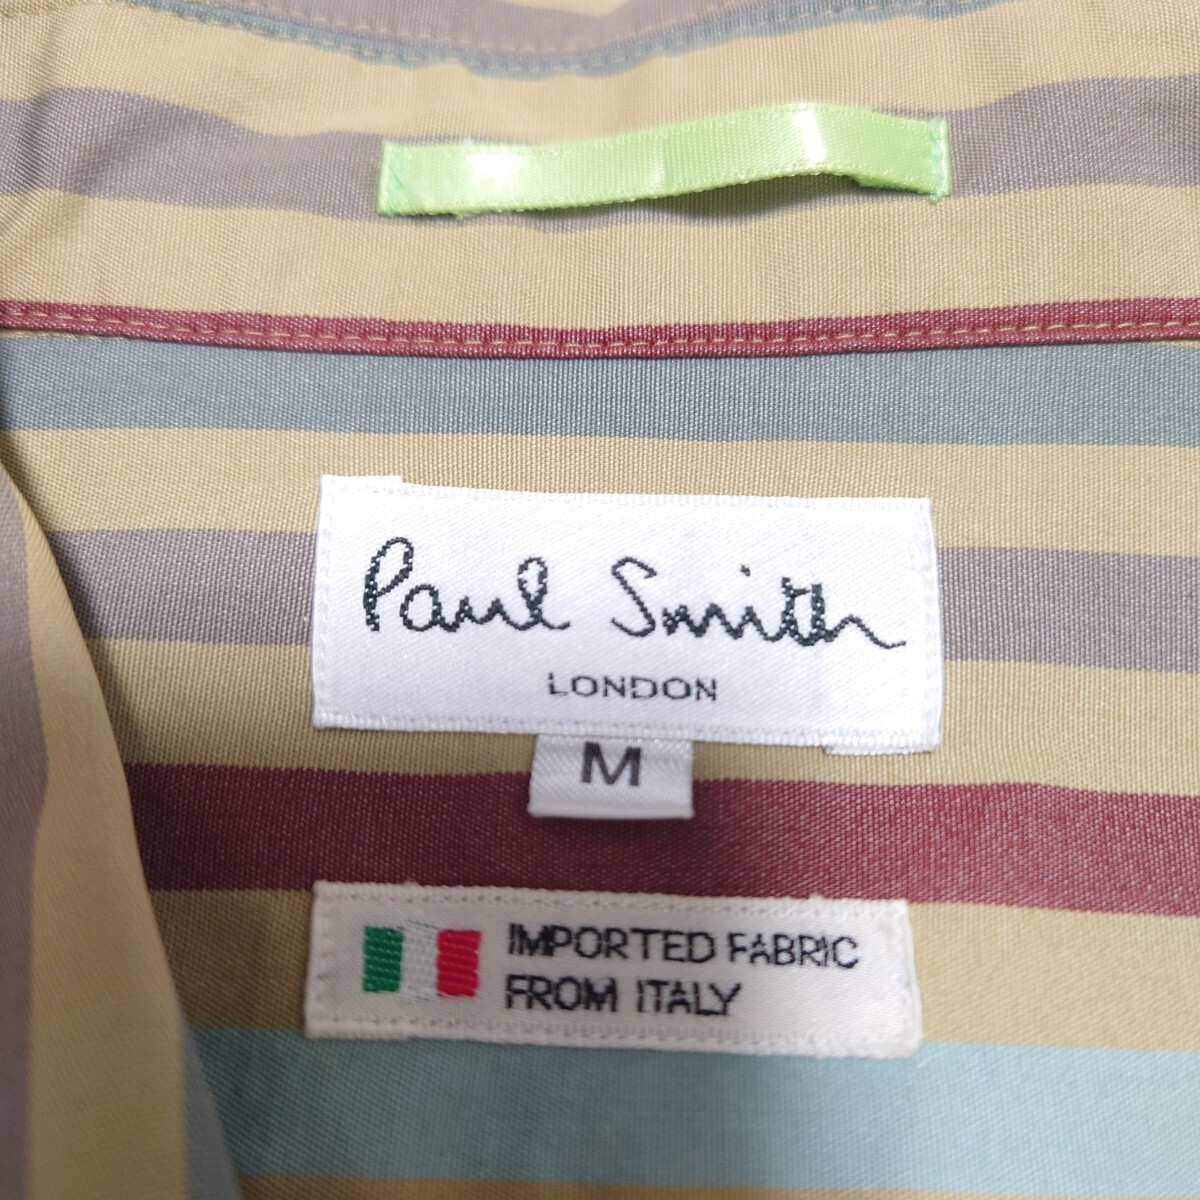 Paul Smith
LONDON
M
IMPORTED FABRIC
FROM ITALY